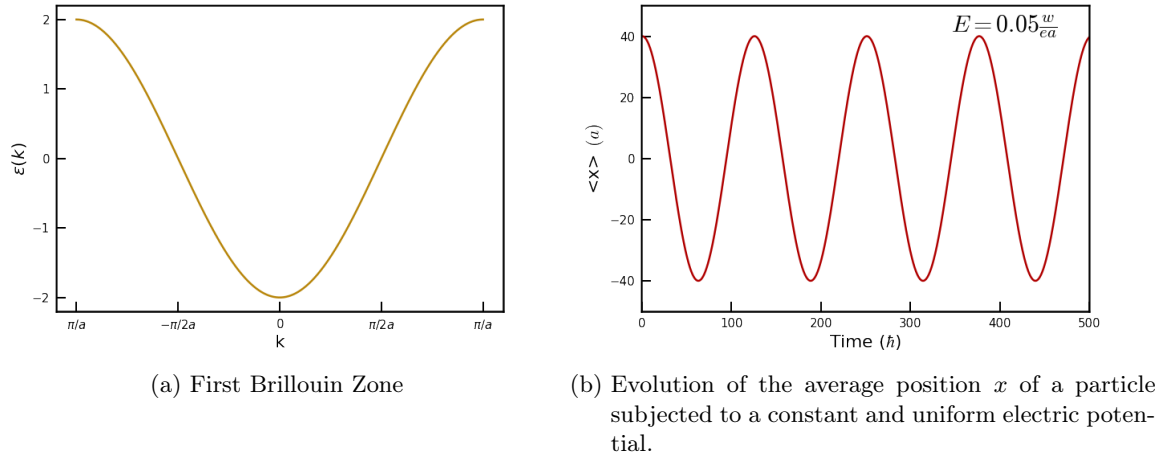 2
1
0
−1
−2
ε(k)
π/a
−π/2a
0
π/2a
π/a
k
(a) First Brillouin Zone
E = 0.05 w/ea
40
20
0
−20
−40
<x> (a)
0
100
200
300
400
500
Time (ħ)
(b) Evolution of the average position x of a particle
subjected to a constant and uniform electric poten-
tial.